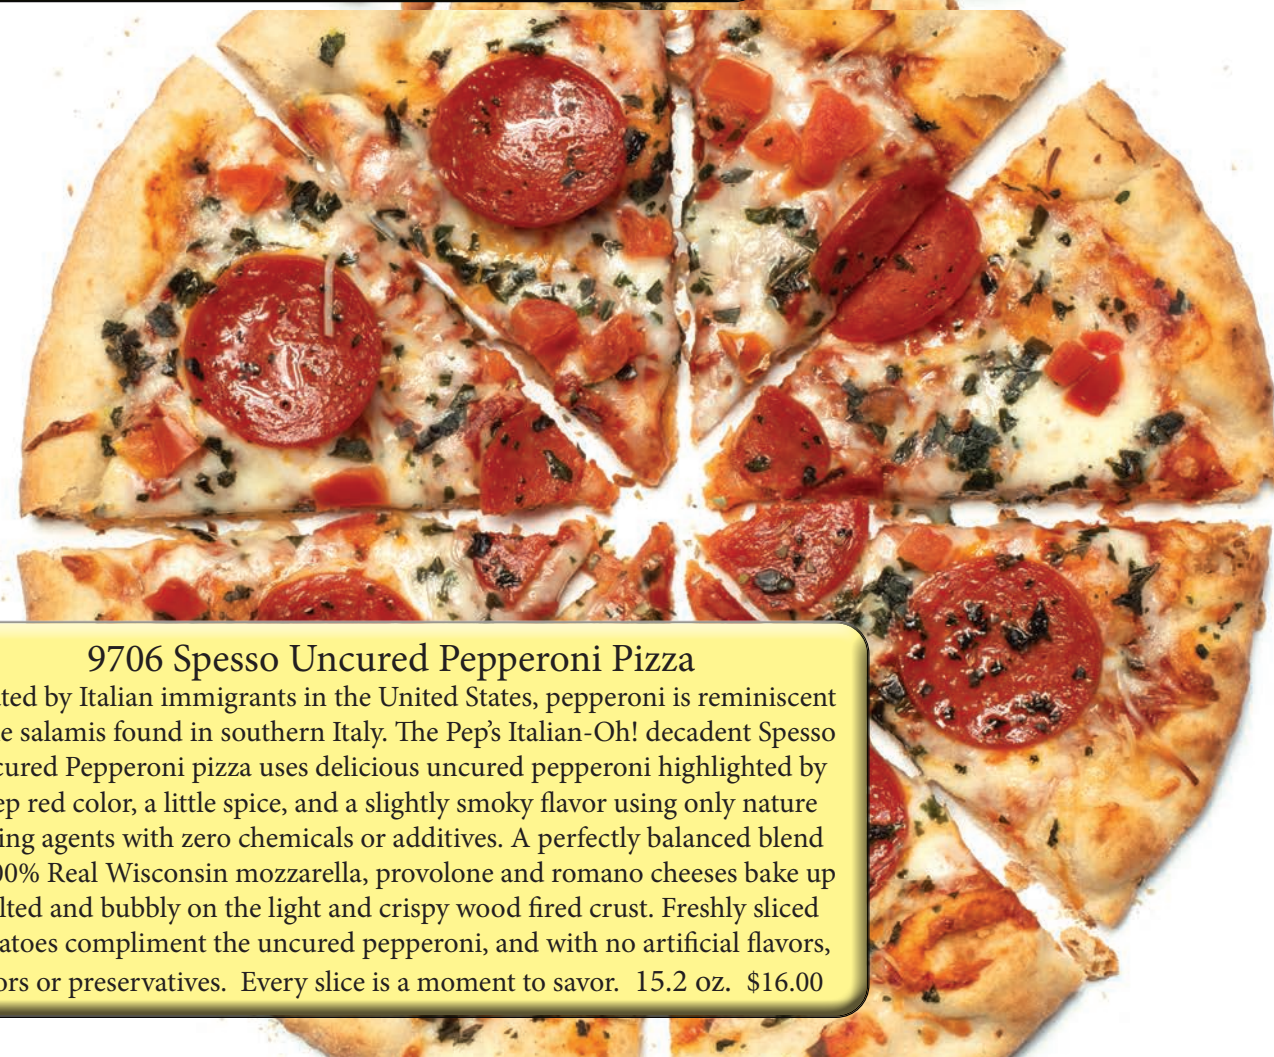 9706 Spesso Uncured Pepperoni Pizza
ted by Italian immigrants in the United States, pepperoni is reminiscent
e salamis found in southern Italy. The Pep's Italian-Oh! decadent Spesso
cured Pepperoni pizza uses delicious uncured pepperoni highlighted by
ep red color, a little spice, and a slightly smoky flavor using only nature
ing agents with zero chemicals or additives. A perfectly balanced blend
00% Real Wisconsin mozzarella, provolone and romano cheeses bake up
lted and bubbly on the light and crispy wood fired crust. Freshly sliced
atoes compliment the uncured pepperoni, and with no artificial flavors,
ors or preservatives. Every slice is a moment to savor. 15.2 oz. $16.00